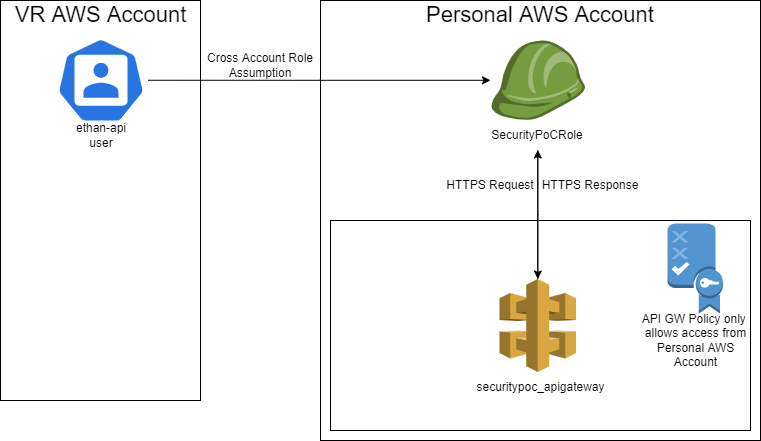 VR AWS Account
Personal AWS Account
Cross Account Role
Assumption
ethan-api
user
SecurityPoCRole
HTTPS Request
HTTPS Response
API GW Policy only
allows access from
Personal AWS
Account
securitypoc_apigateway